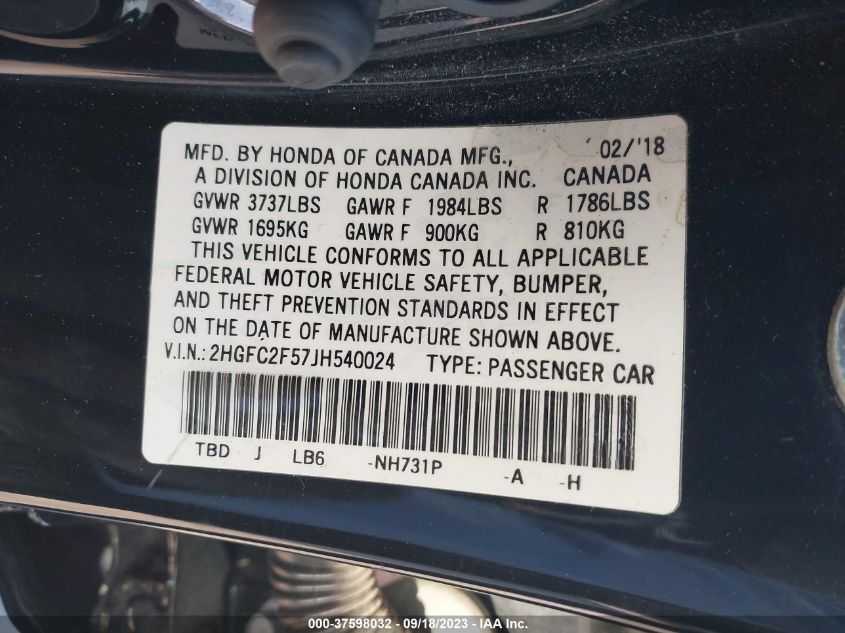 MFD. BY HONDA OF CANADA MFG., 02/'18
A DIVISION OF HONDA CANADA INC. CANADA
GVWR 3737LBS GAWR F 1984LBS R 1786LBS
GVWR 1695KG GAWR F 900KG R 810KG
THIS VEHICLE CONFORMS TO ALL APPLICABLE
FEDERAL MOTOR VEHICLE SAFETY, BUMPER,
AND THEFT PREVENTION STANDARDS IN EFFECT
ON THE DATE OF MANUFACTURE SHOWN ABOVE.
V.I.N.: 2HGFC2F57JH540024 TYPE: PASSENGER CAR
TBD J LB6 -NH731P -A -H
000-37598032 - 09/18/2023 - IAA Inc.